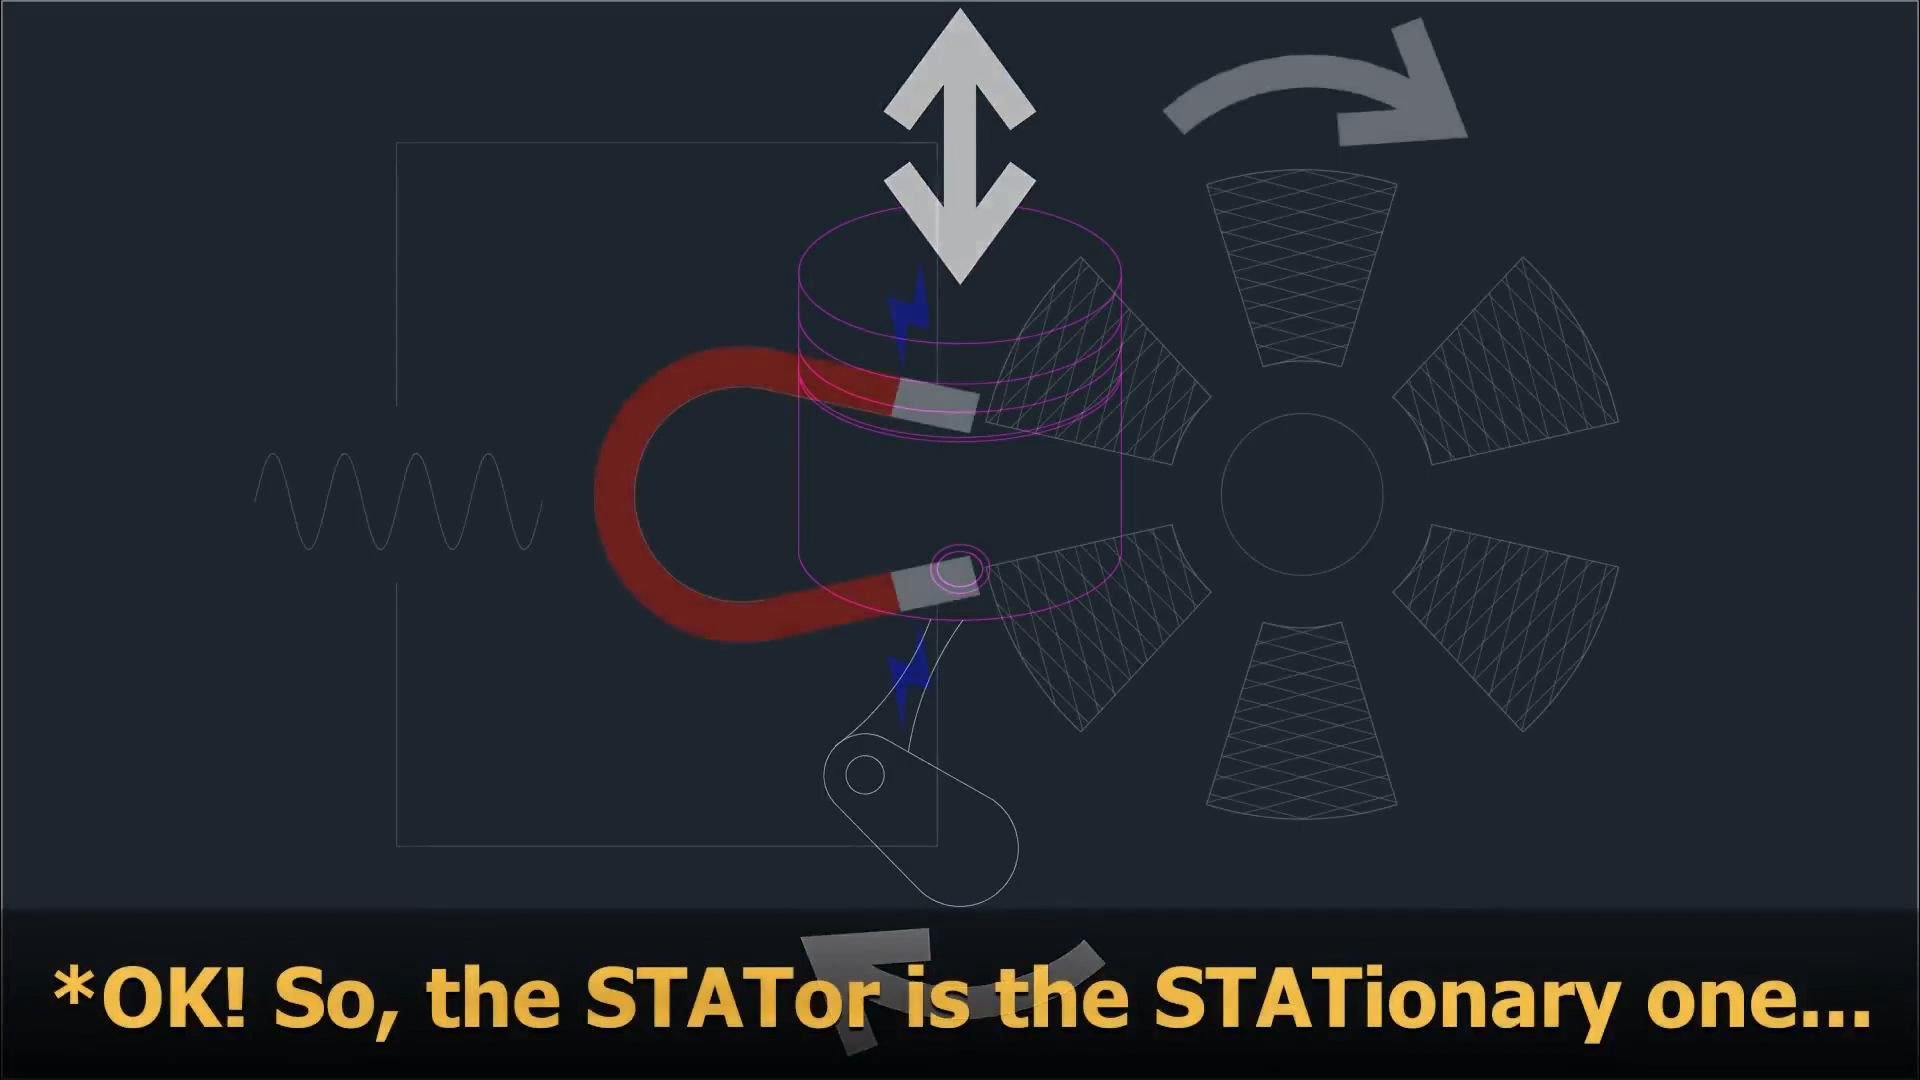 *OK! So, the STATor is the STATionary one...